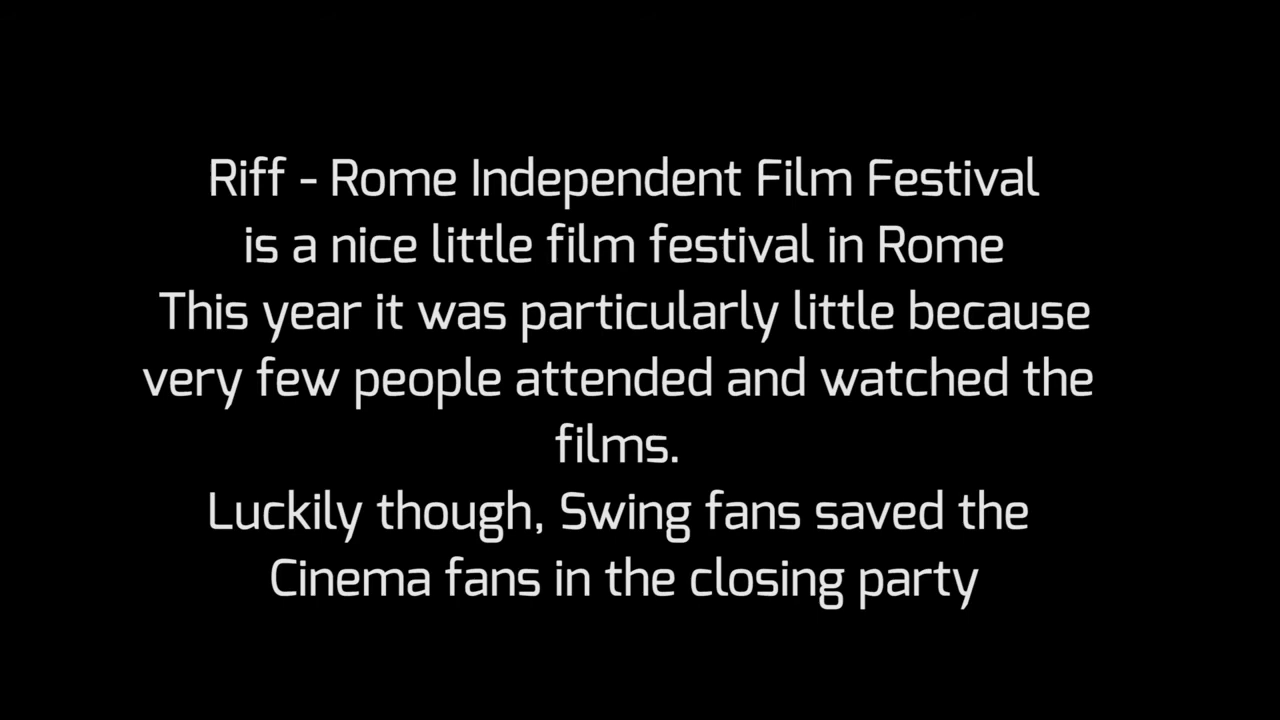 Riff - Rome Independent Film Festival
is a nice little film festival in Rome
This year it was particularly little because
very few people attended and watched the
films.
Luckily though, Swing fans saved the
Cinema fans in the closing party